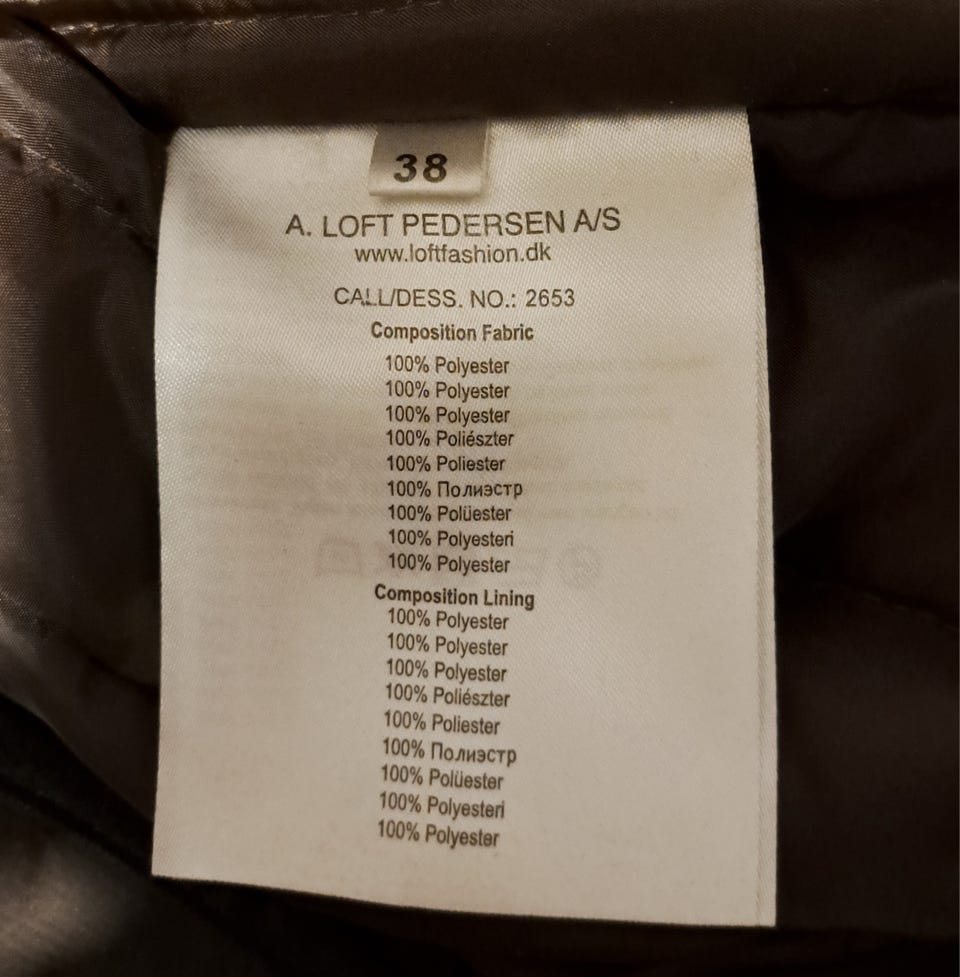 38
A. LOFT PEDERSEN A/S
www.loftfashion.dk
CALL/DESS. NO.: 2653
Composition Fabric
100% Polyester
100% Polyester
100% Polyester
100% Poliészter
100% Poliester
100% Полиэстр
100% Polüester
100% Polyesteri
100% Polyester
Composition Lining
100% Polyester
100% Polyester
100% Polyester
100% Poliészter
100% Poliester
100% Полиэстр
100% Polüester
100% Polyesteri
100% Polyester